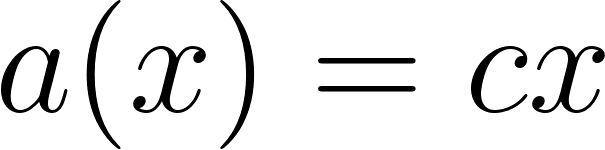 a(x) = cx